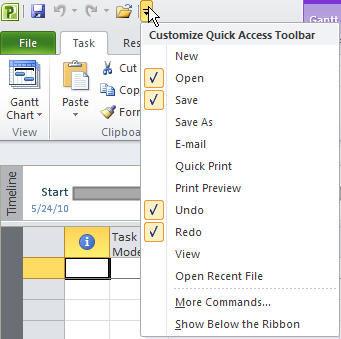 P
Gantt
Customize Quick Access Toolbar
File
Task
Res
New
Open
Save
Save As
E-mail
Quick Print
Print Preview
Undo
Redo
View
Open Recent File
More Commands...
Show Below the Ribbon
Gantt
Chart
View
Paste
Cut
Cop
Form
Clipboa
Timeline
Start
5/24/10
Task
Mode